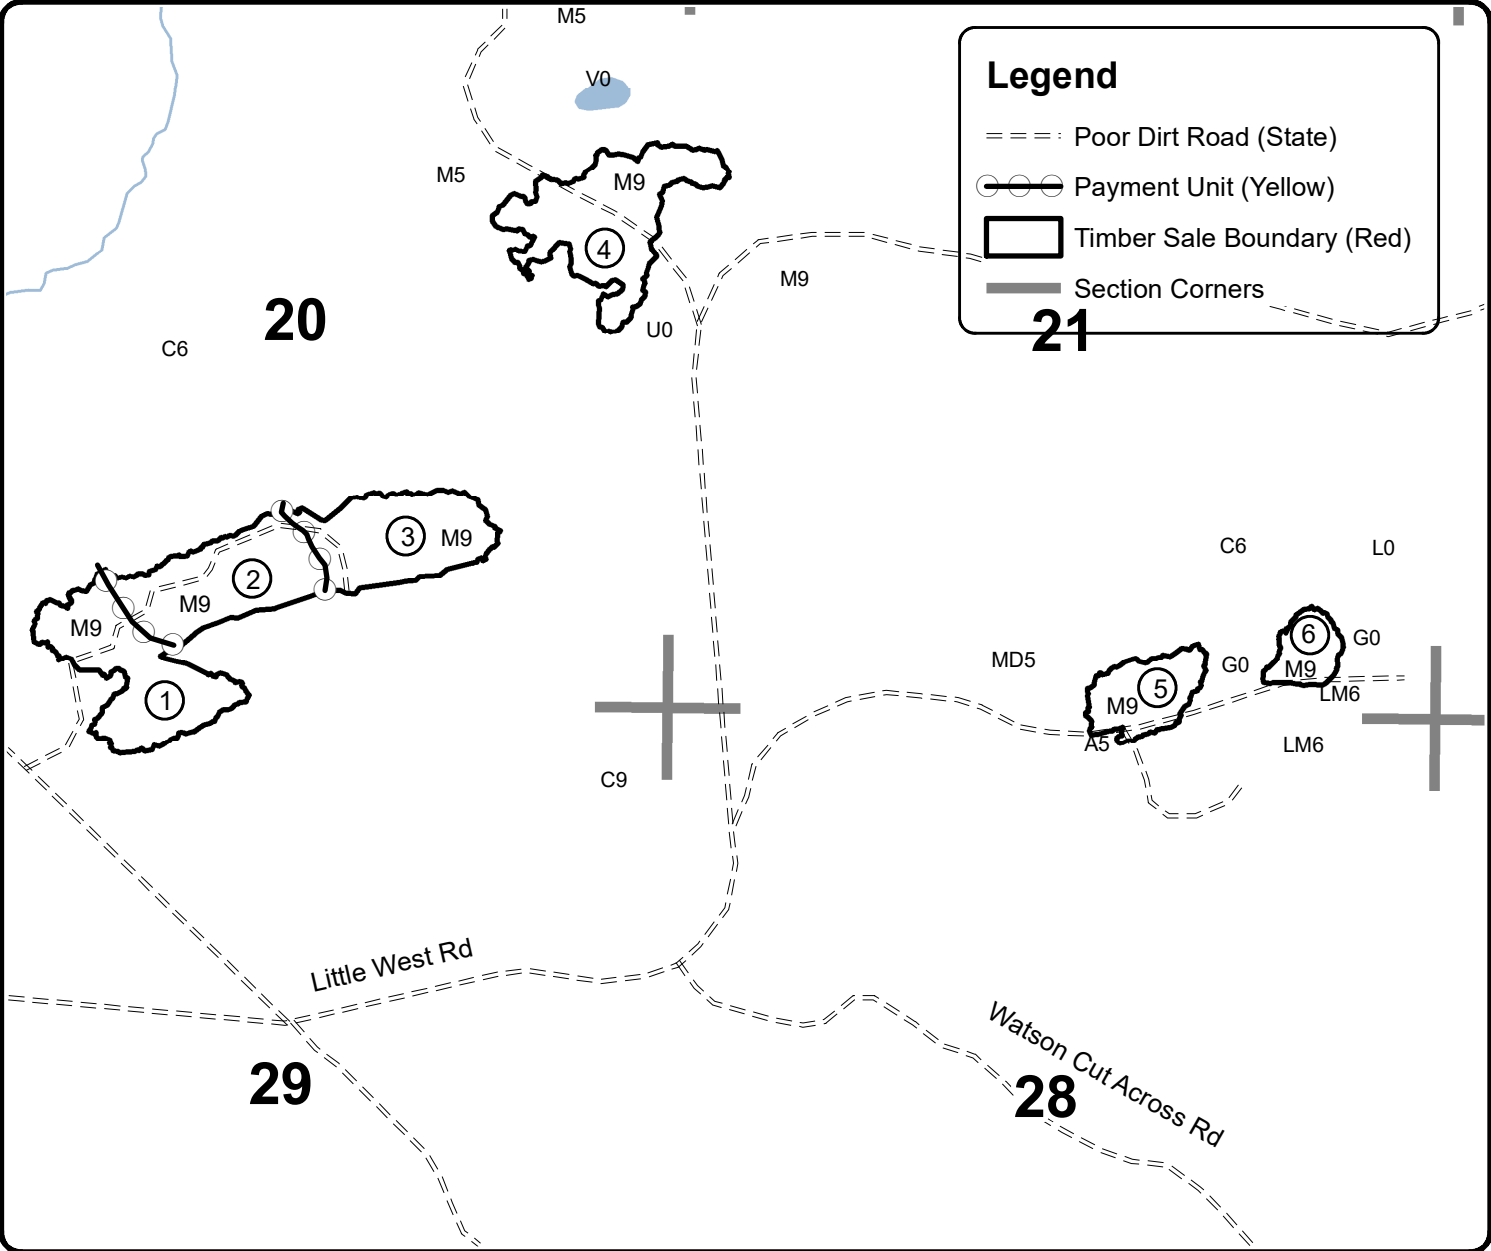 M5
V0
Legend
Poor Dirt Road (State)
Payment Unit (Yellow)
Timber Sale Boundary (Red)
Section Corners
M5
M9
4
M9
U0
20
21
C6
3
M9
2
M9
M9
1
C6
L0
6
G0
M9
LM6
MD5
G0
5
M9
A5
LM6
C9
Little West Rd
Watson Cut Across Rd
29
28